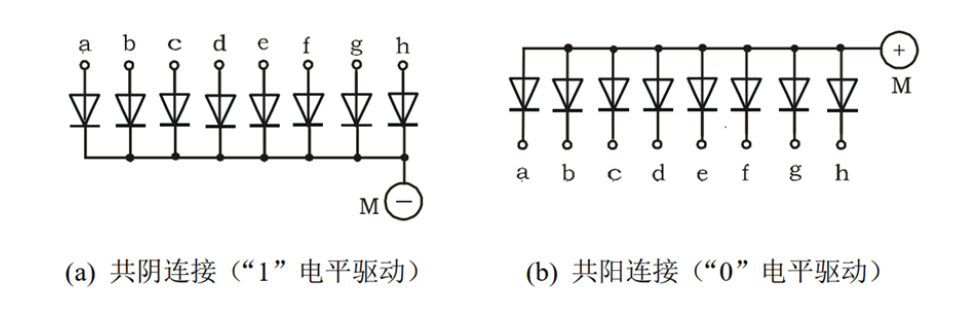 a b c d e f g h
M −
(a) 共阴连接（“1”电平驱动）
+
M
a b c d e f g h
(b) 共阳连接（“0”电平驱动）